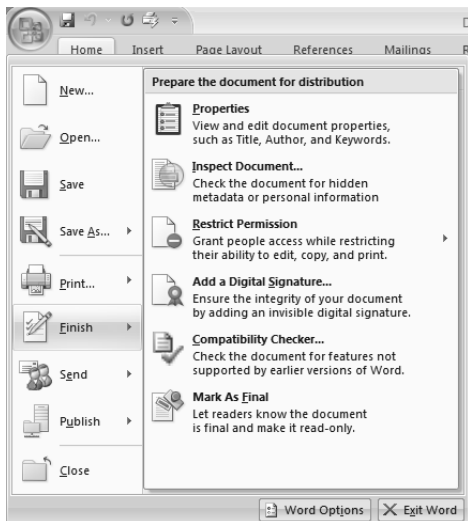 Home Insert Page Layout References Mailings
New...
Open...
Save
Save As...
Print...
Finish
Send
Publish
Close
Prepare the document for distribution
Properties
View and edit document properties,
such as Title, Author, and Keywords.
Inspect Document...
Check the document for hidden
metadata or personal information
Restrict Permission
Grant people access while restricting
their ability to edit, copy, and print.
Add a Digital Signature...
Ensure the integrity of your document
by adding an invisible digital signature.
Compatibility Checker...
Check the document for features not
supported by earlier versions of Word.
Mark As Final
Let readers know the document
is final and make it read-only.
Word Options Exit Word